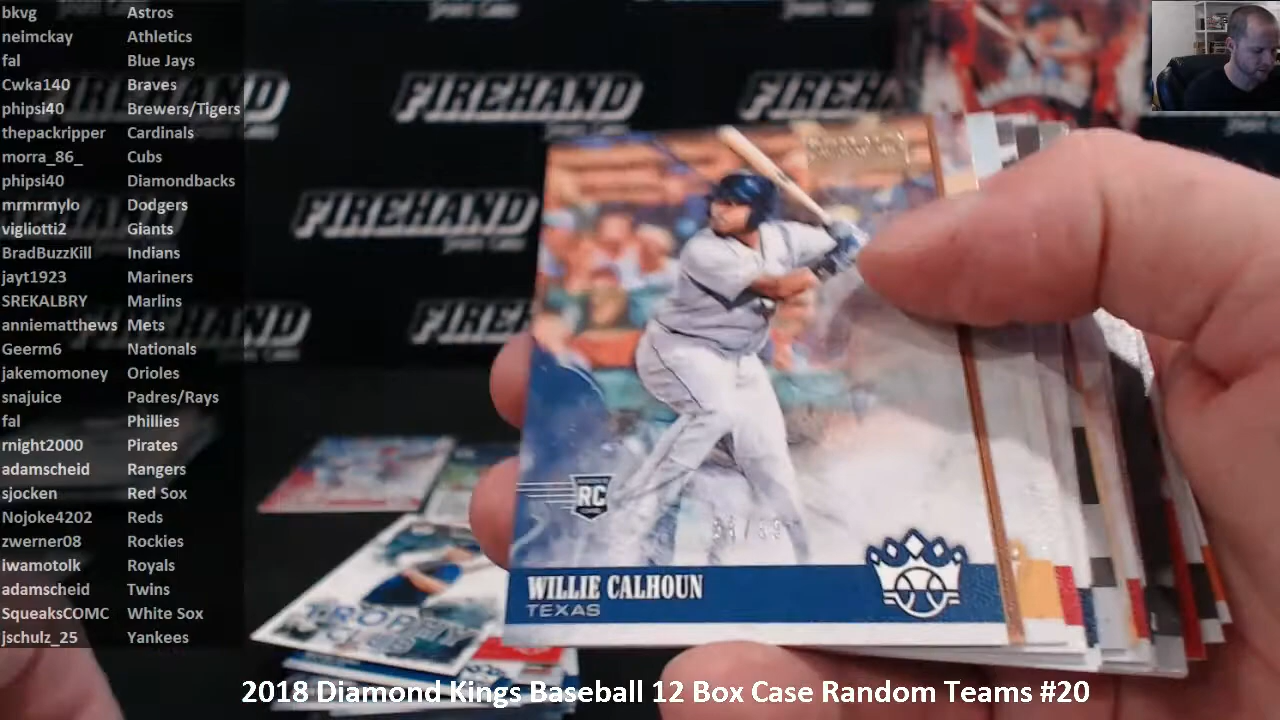 bkvg Astros
neimckay Athletics
fal Blue Jays
Cwka140 Braves
phipsi40 Brewers/Tigers
thepackripper Cardinals
morra_86_ Cubs
phipsi40 Diamondbacks
mrmrmylo Dodgers
vigliotti2 Giants
BradBuzzKill Indians
jayt1923 Mariners
SREKALBRY Marlins
anniematthews Mets
Geerm6 Nationals
jakemomoney Orioles
snajuice Padres/Rays
fal Phillies
rnight2000 Pirates
adamscheid Rangers
sjocken Red Sox
Nojoke4202 Reds
zwerner08 Rockies
iwamotolk Royals
adamscheid Twins
SqueaksCOMC White Sox
jschulz_25 Yankees
FIREHAND
FIREHAND
FIREHAND
FIREHAND
RC
WILLIE CALHOUN
TEXAS
TROPHY
CLUB
2018 Diamond Kings Baseball 12 Box Case Random Teams #20